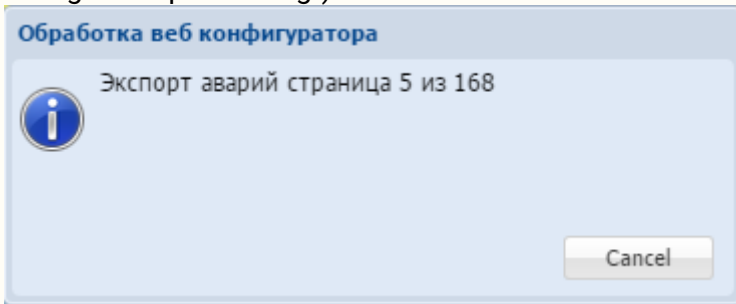 Обработка веб конфигуратора
Экспорт аварий страница 5 из 168
Cancel